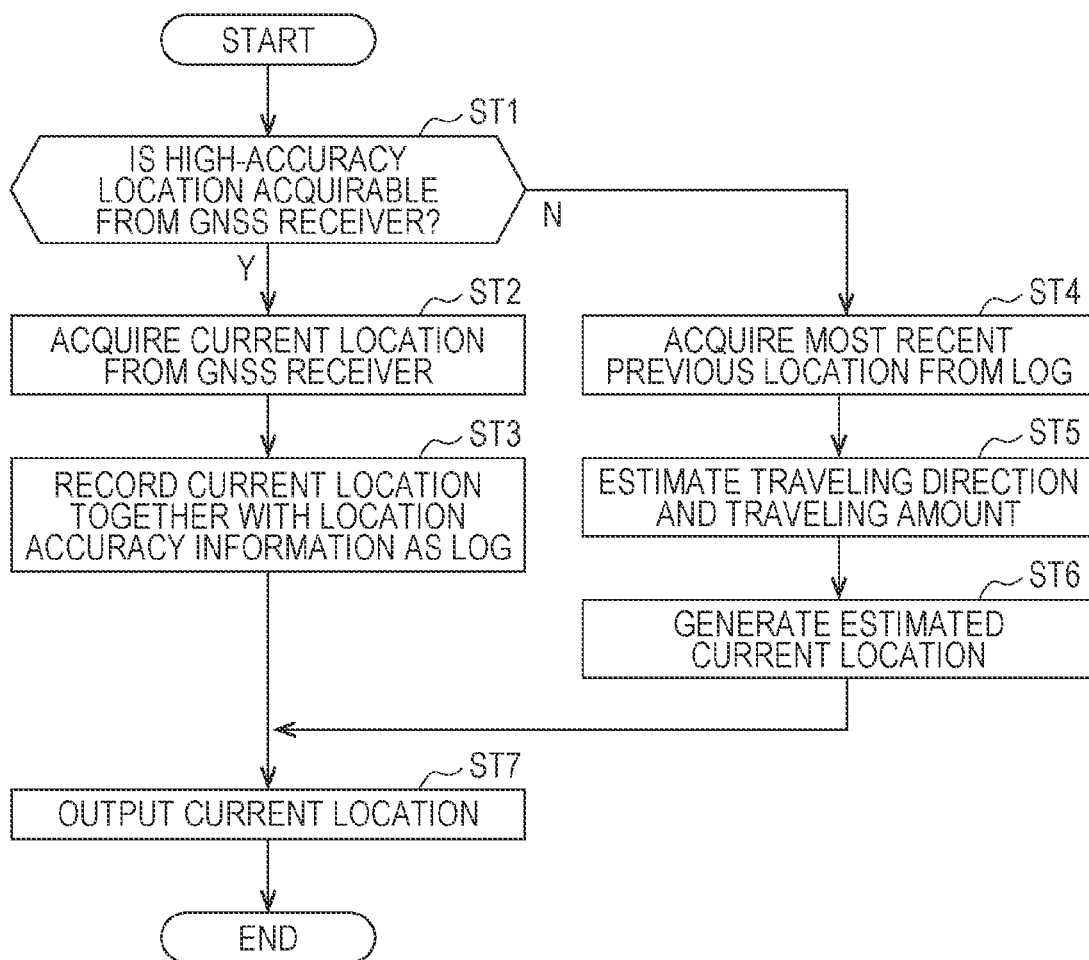 START
ST1
IS HIGH-ACCURACY
LOCATION ACQUIRABLE
FROM GNSS RECEIVER?
N
Y
ST2
ACQUIRE CURRENT LOCATION
FROM GNSS RECEIVER
ST4
ACQUIRE MOST RECENT
PREVIOUS LOCATION FROM LOG
ST3
RECORD CURRENT LOCATION
TOGETHER WITH LOCATION
ACCURACY INFORMATION AS LOG
ST5
ESTIMATE TRAVELING DIRECTION
AND TRAVELING AMOUNT
ST6
GENERATE ESTIMATED
CURRENT LOCATION
ST7
OUTPUT CURRENT LOCATION
END